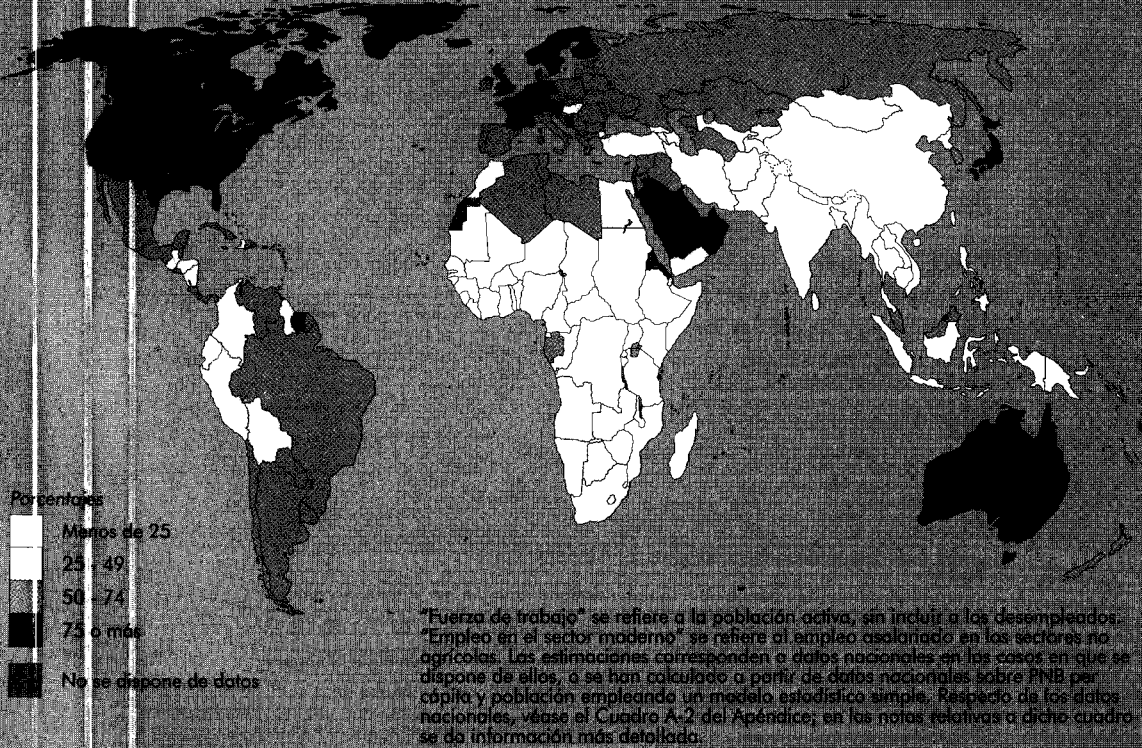 Porcentajes
Menos de 25
25 - 49
50 - 74
75 o más
No se dispone de datos
"Fuerza de trabajo" se refiere a la población activa, sin incluir a los desempleados.
"Empleo en el sector moderno" se refiere al empleo asalariado en los sectores no
agrícolas. Las estimaciones corresponden a datos nacionales en los casos en que se
dispone de ellos, o se han calculado a partir de datos nacionales sobre PNB per
cápita y población empleando un modelo estadístico simple. Respecto de los datos
nacionales, véase el Cuadro A-2 del Apéndice; en las notas relativas a dicho cuadro
se da información más detallada.